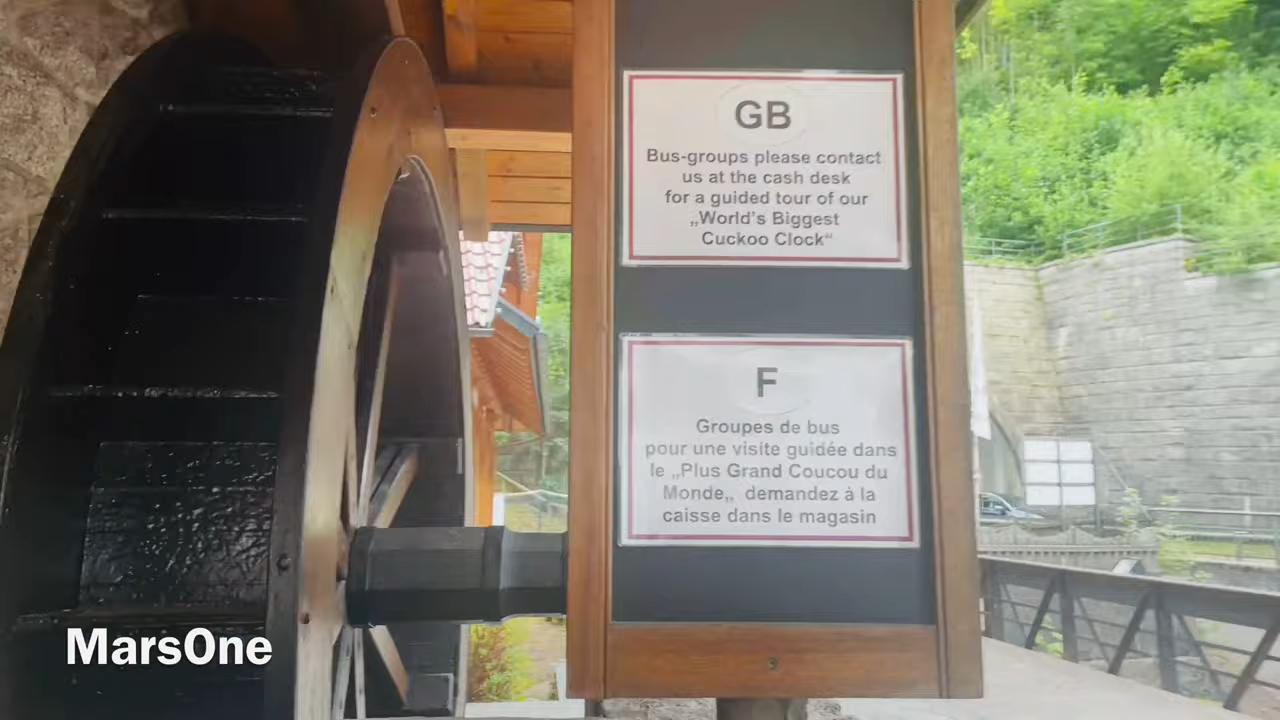 GB
Bus-groups please contact
us at the cash desk
for a guided tour of our
„World's Biggest
Cuckoo Clock“
F
Groupes de bus
pour une visite guidée dans
le „Plus Grand Coucou du
Monde„ demandez à la
caisse dans le magasin
MarsOne